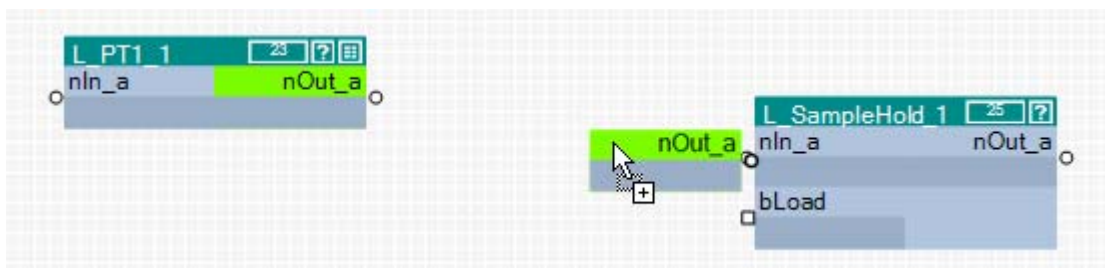 L_PT1_1 23 ?
nIn_a nOut_a
L_SampleHold_1 25 ?
nOut_a nIn_a nOut_a
bLoad